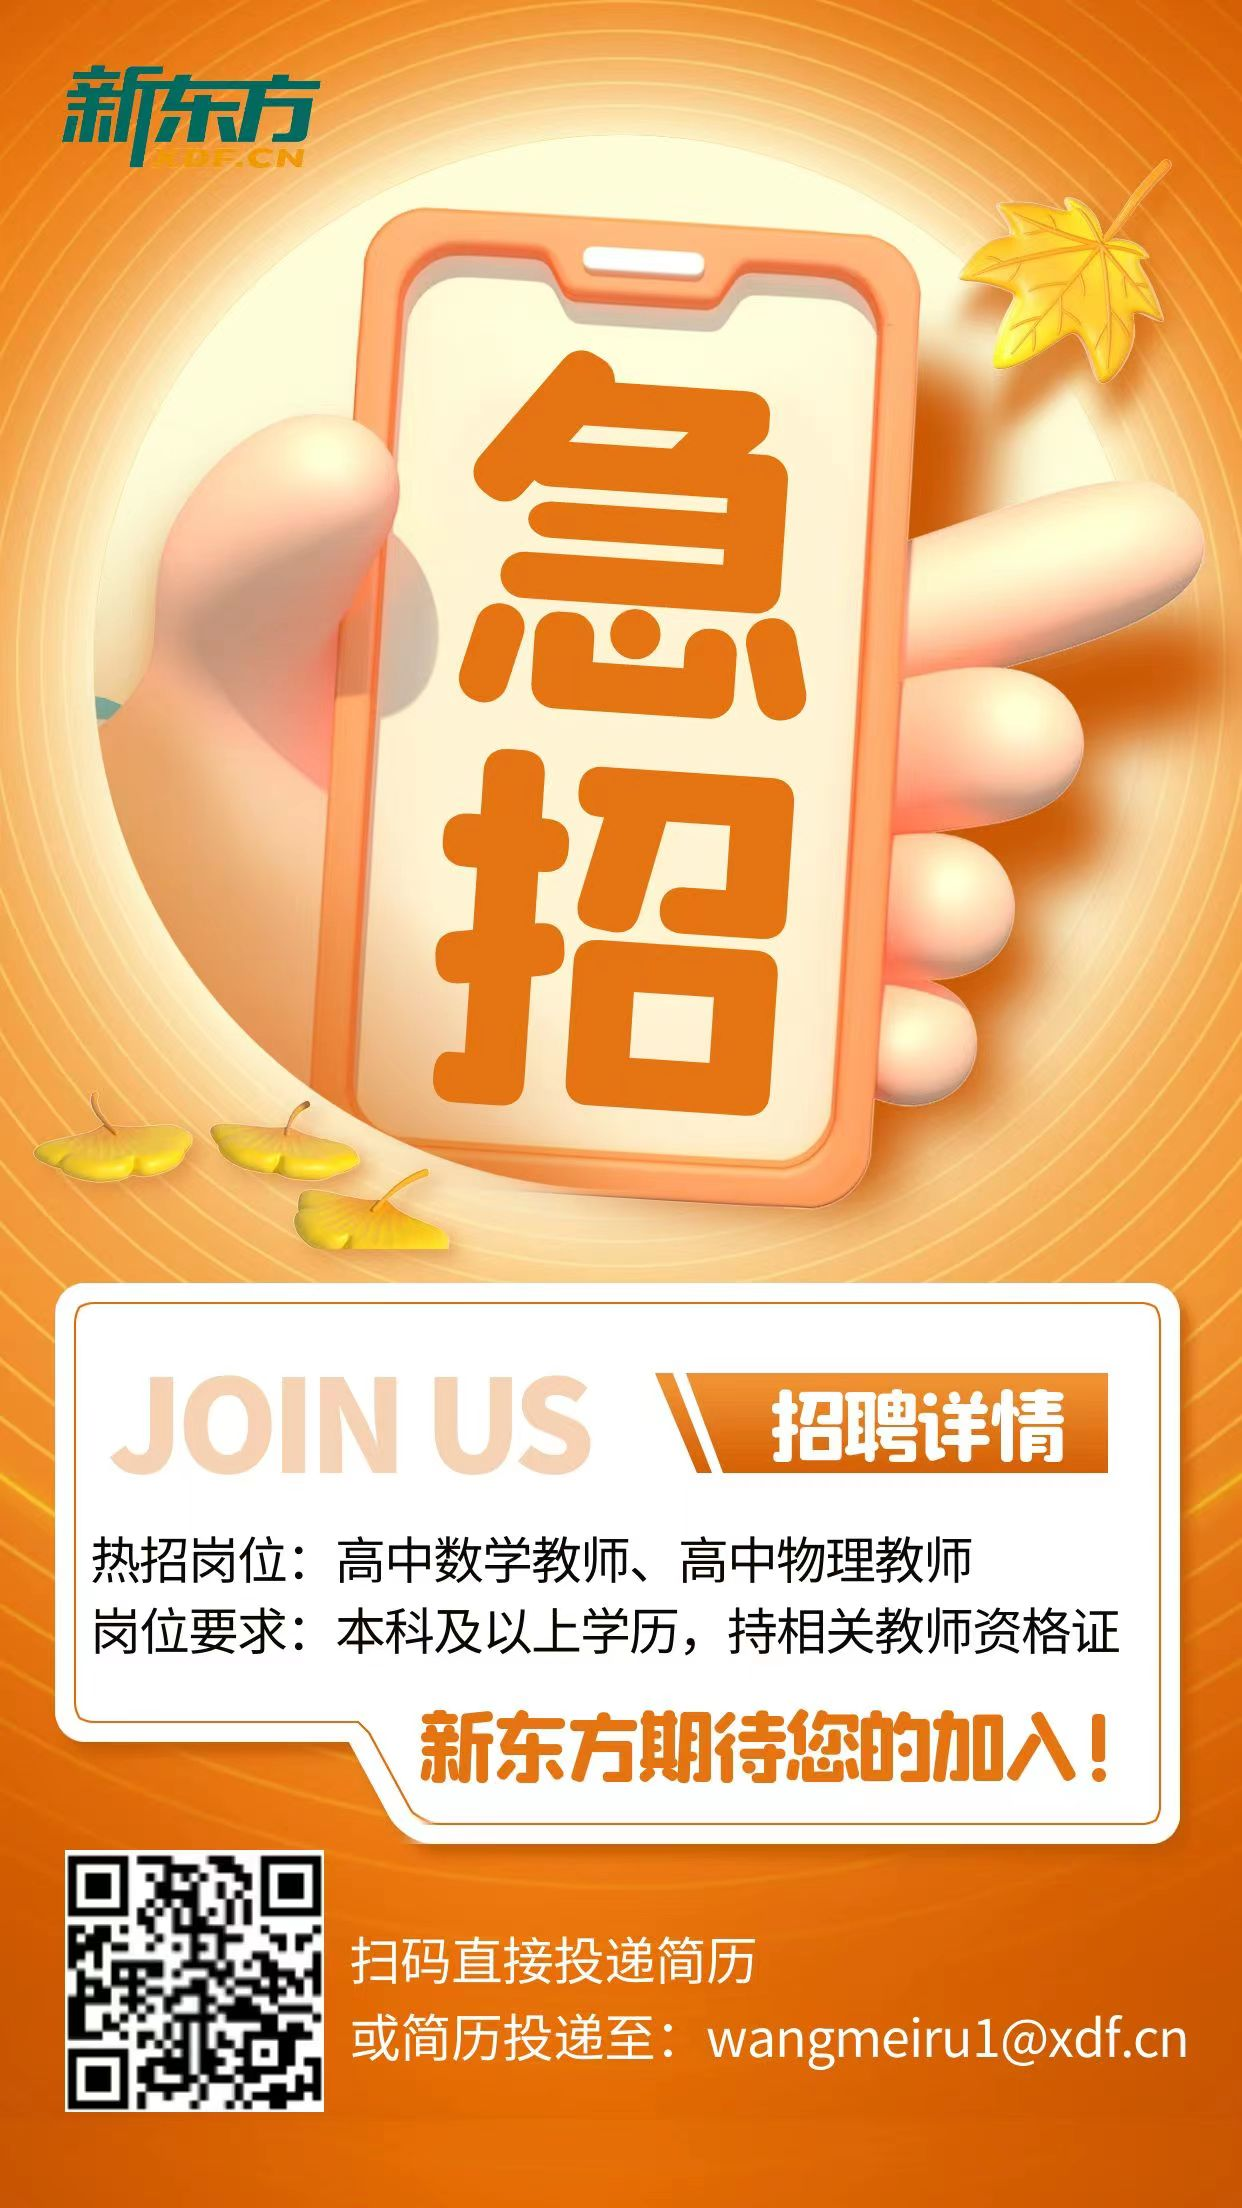 新东方
XDF.CN
急
招
JOIN US
招聘详情
热招岗位：高中数学教师、高中物理教师
岗位要求：本科及以上学历，持相关教师资格证
新东方期待您的加入！
扫码直接投递简历
或简历投递至：wangmeiru1@xdf.cn